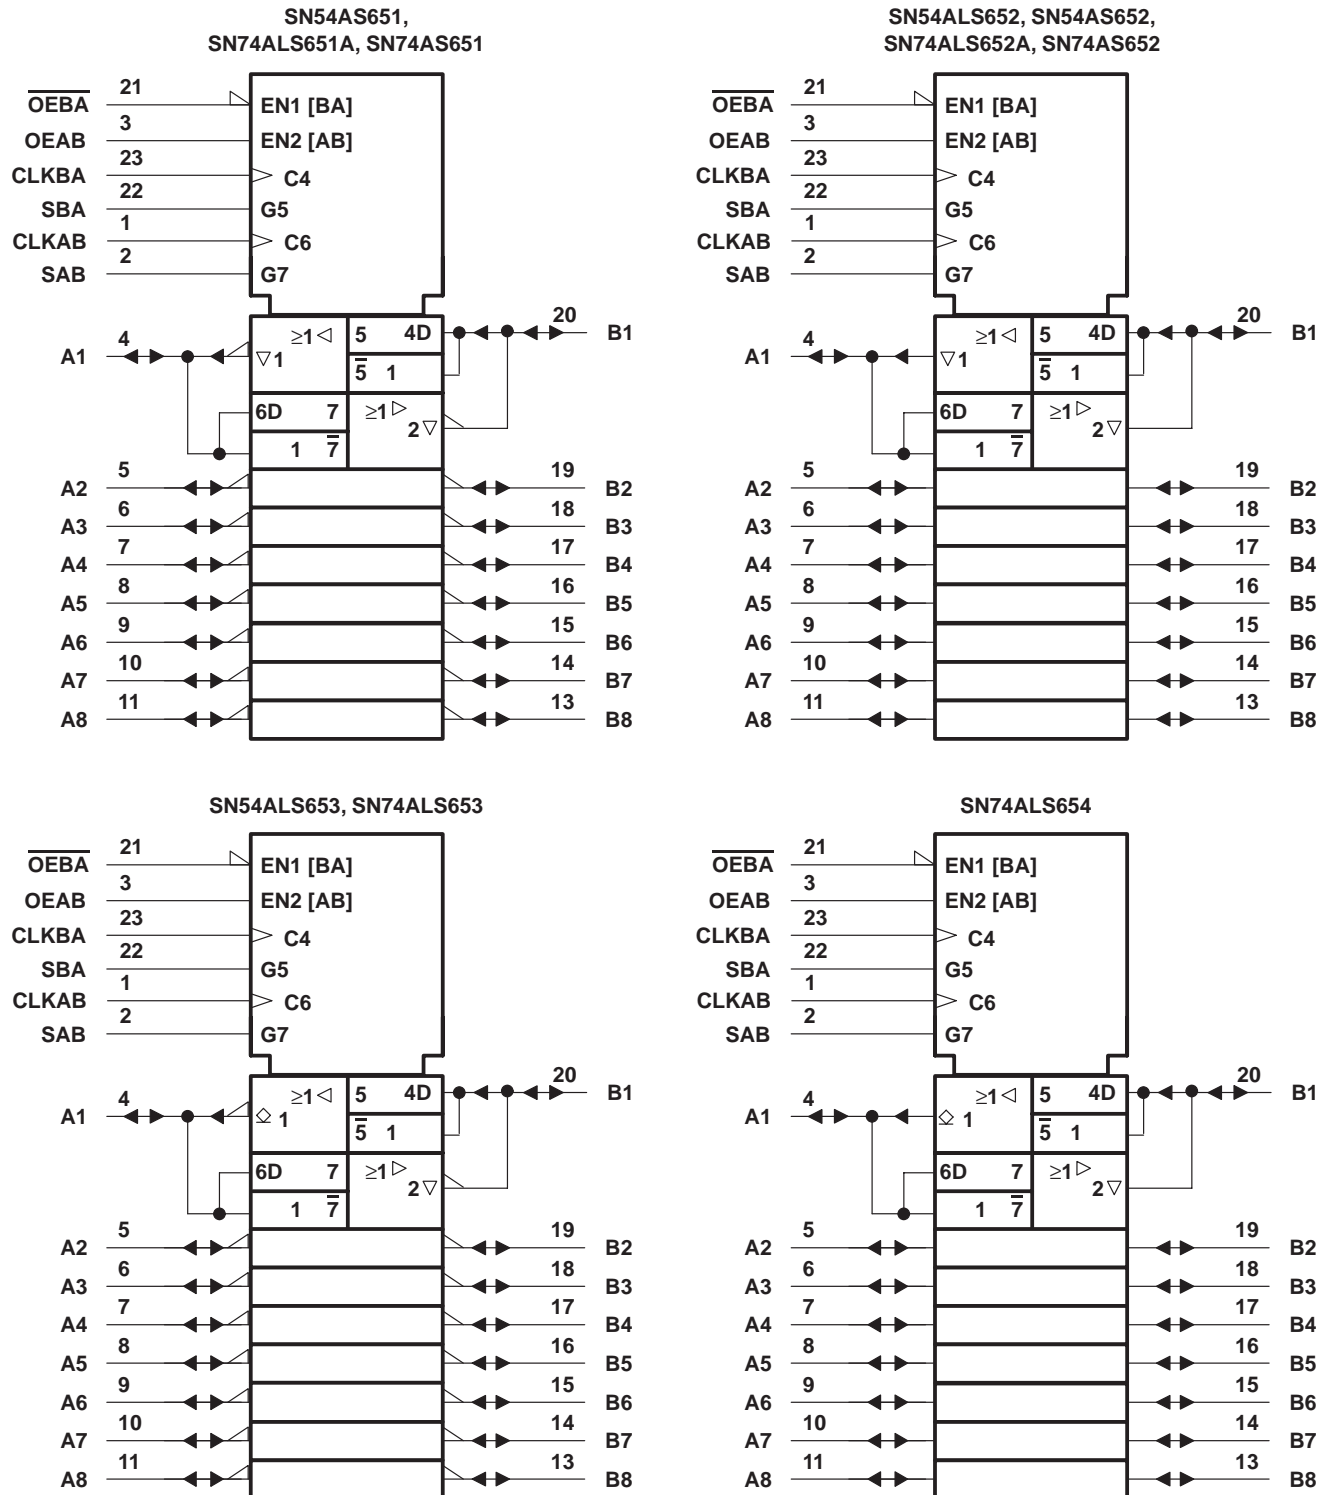 SN54AS651,
SN74ALS651A, SN74AS651
21
OEBA
EN1 [BA]
3
OEAB
EN2 [AB]
23
CLKBA
C4
22
SBA
G5
1
CLKAB
C6
2
SAB
G7
4
A1
≥1 ◁
▽ 1
5 4D
5̅ 1
20
B1
6D 7
1 7̅
≥1 ▷
2 ▽
5
A2
19
B2
6
A3
18
B3
7
A4
17
B4
8
A5
16
B5
9
A6
15
B6
10
A7
14
B7
11
A8
13
B8
SN54ALS652, SN54AS652,
SN74ALS652A, SN74AS652
21
OEBA
EN1 [BA]
3
OEAB
EN2 [AB]
23
CLKBA
C4
22
SBA
G5
1
CLKAB
C6
2
SAB
G7
4
A1
≥1 ◁
▽ 1
5 4D
5̅ 1
20
B1
6D 7
1 7̅
≥1 ▷
2 ▽
5
A2
19
B2
6
A3
18
B3
7
A4
17
B4
8
A5
16
B5
9
A6
15
B6
10
A7
14
B7
11
A8
13
B8
SN54ALS653, SN74ALS653
21
OEBA
EN1 [BA]
3
OEAB
EN2 [AB]
23
CLKBA
C4
22
SBA
G5
1
CLKAB
C6
2
SAB
G7
4
A1
≥1 ◁
⎐ 1
5 4D
5̅ 1
20
B1
6D 7
1 7̅
≥1 ▷
2 ▽
5
A2
19
B2
6
A3
18
B3
7
A4
17
B4
8
A5
16
B5
9
A6
15
B6
10
A7
14
B7
11
A8
13
B8
SN74ALS654
21
OEBA
EN1 [BA]
3
OEAB
EN2 [AB]
23
CLKBA
C4
22
SBA
G5
1
CLKAB
C6
2
SAB
G7
4
A1
≥1 ◁
⎐ 1
5 4D
5̅ 1
20
B1
6D 7
1 7̅
≥1 ▷
2 ▽
5
A2
19
B2
6
A3
18
B3
7
A4
17
B4
8
A5
16
B5
9
A6
15
B6
10
A7
14
B7
11
A8
13
B8